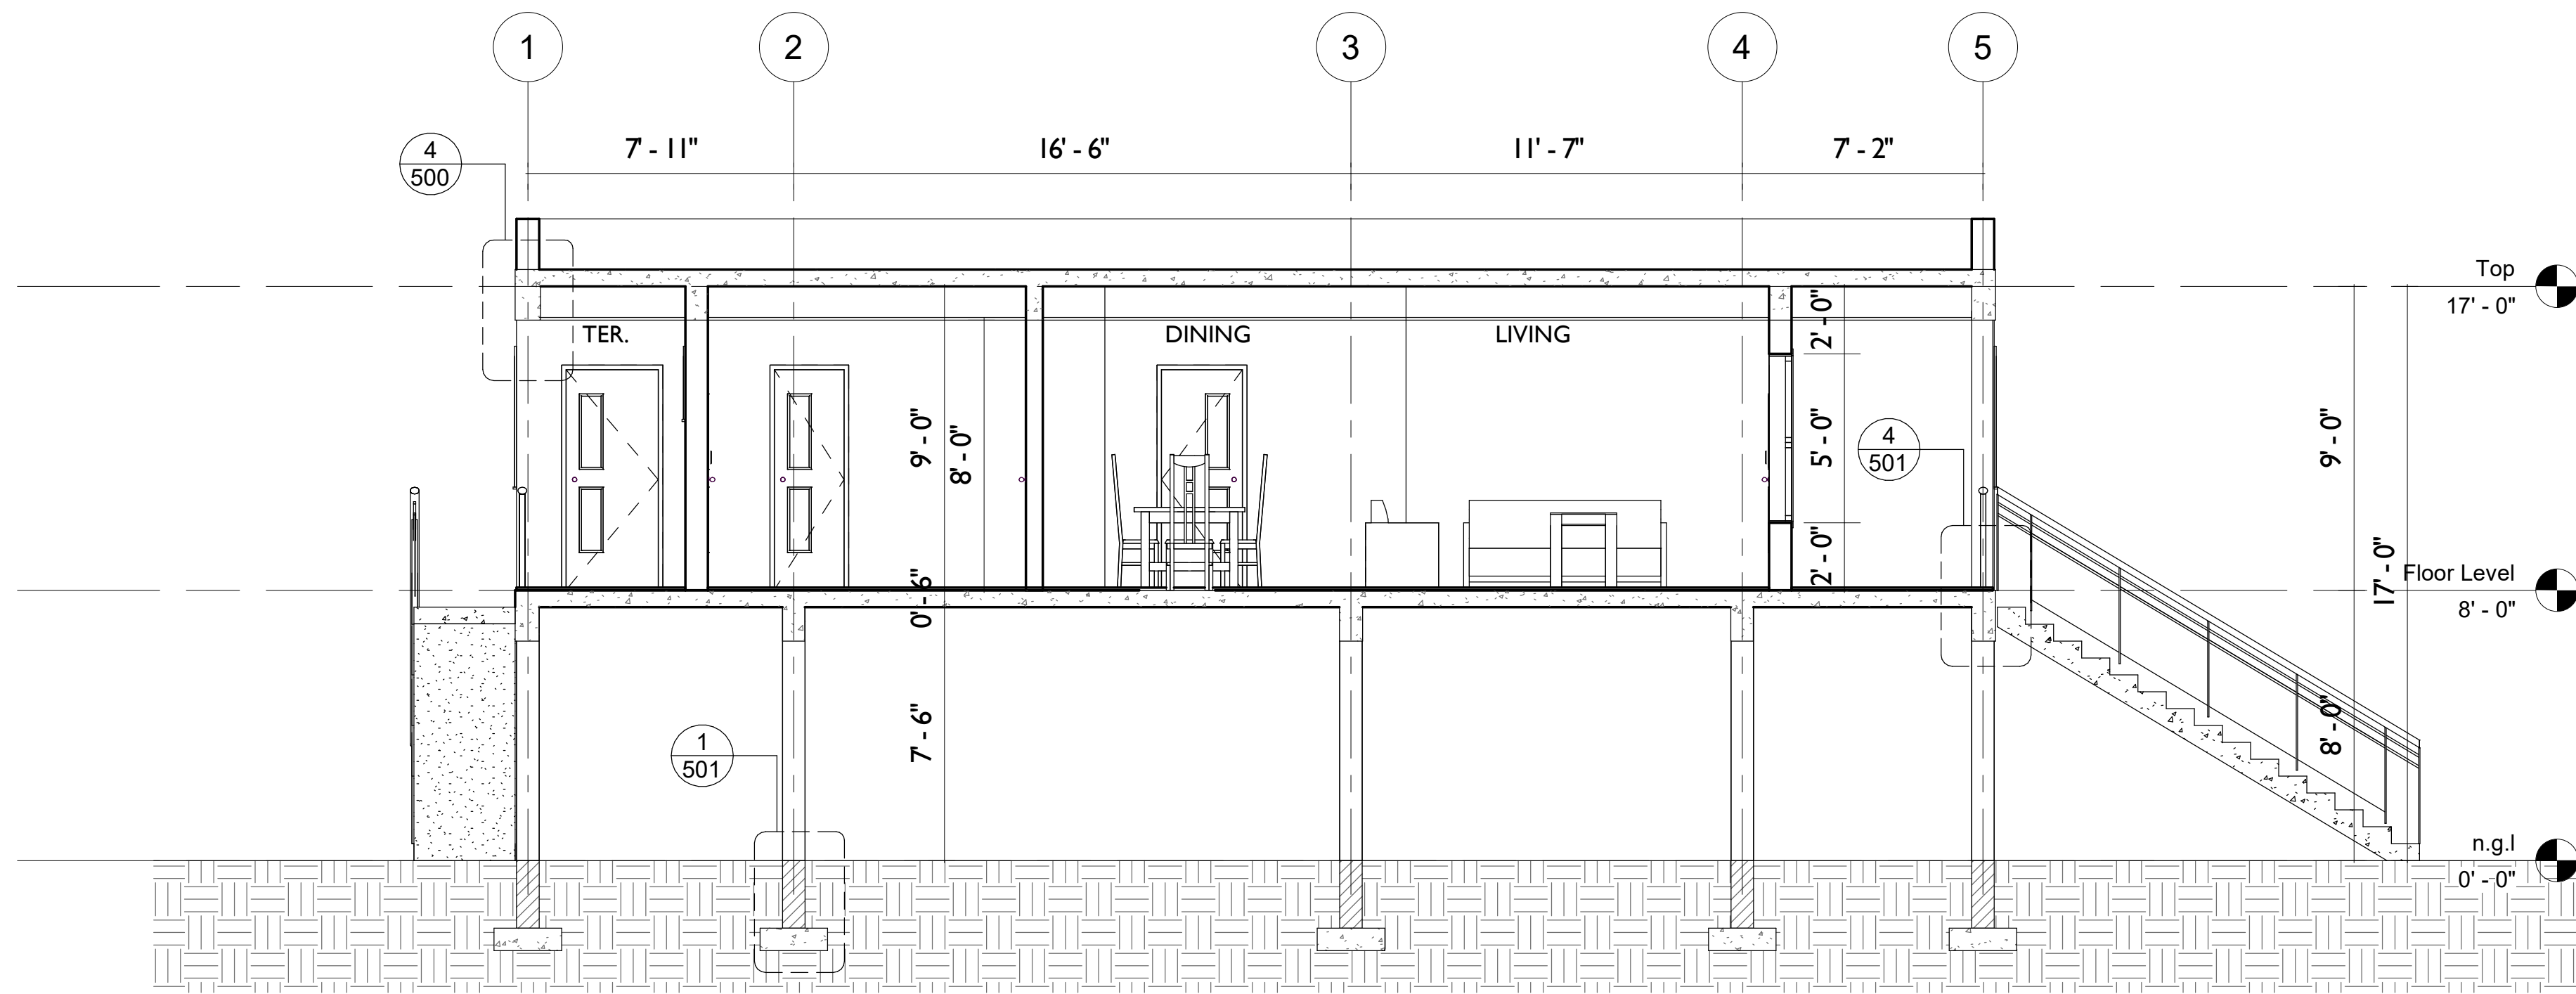 1
2
3
4
5
7' - 11"
16' - 6"
11' - 7"
7' - 2"
4
500
Top
17' - 0"
TER.
DINING
LIVING
2' - 0"
9' - 0"
8' - 0"
5' - 0"
4
501
9' - 0"
0' - 6"
2' - 0"
17' - 0"
Floor Level
8' - 0"
7' - 6"
1
501
8' - 0"
n.g.l
0' - 0"